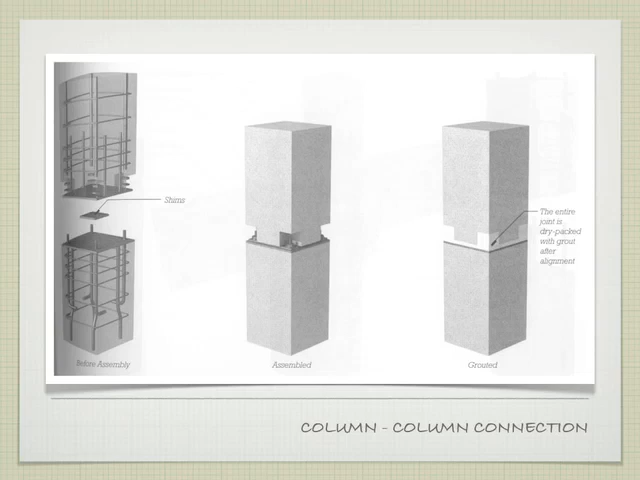 Shims
The entire
joint is
dry-packed
with grout
after
alignment
Before Assembly
Assembled
Grouted
COLUMN - COLUMN CONNECTION